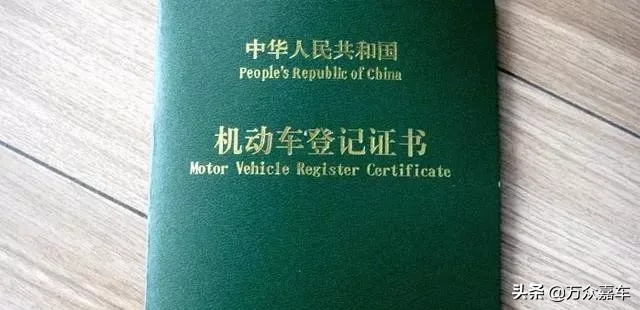 中华人民共和国
People's Republic of China
机动车登记证书
Motor Vehicle Register Certificate
头条 @万众嘉车